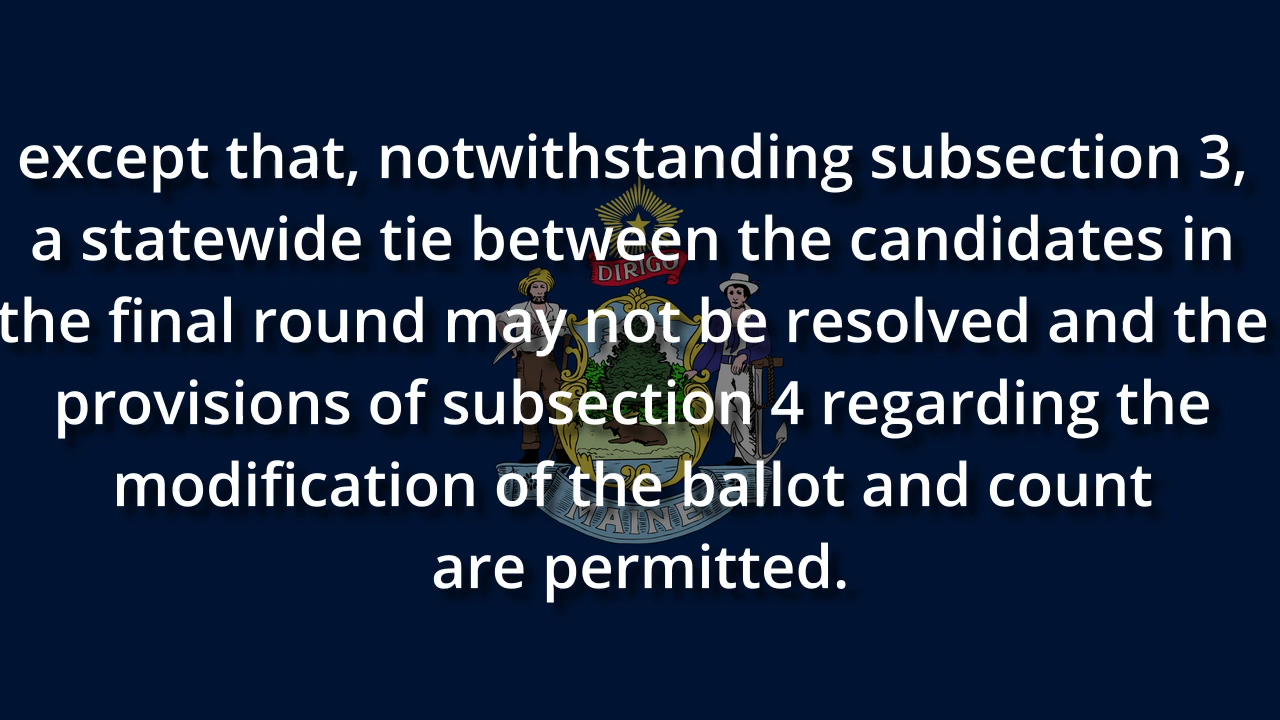 except that, notwithstanding subsection 3,
a statewide tie between the candidates in
the final round may not be resolved and the
provisions of subsection 4 regarding the
modification of the ballot and count
are permitted.
DIRIGO
MAINE